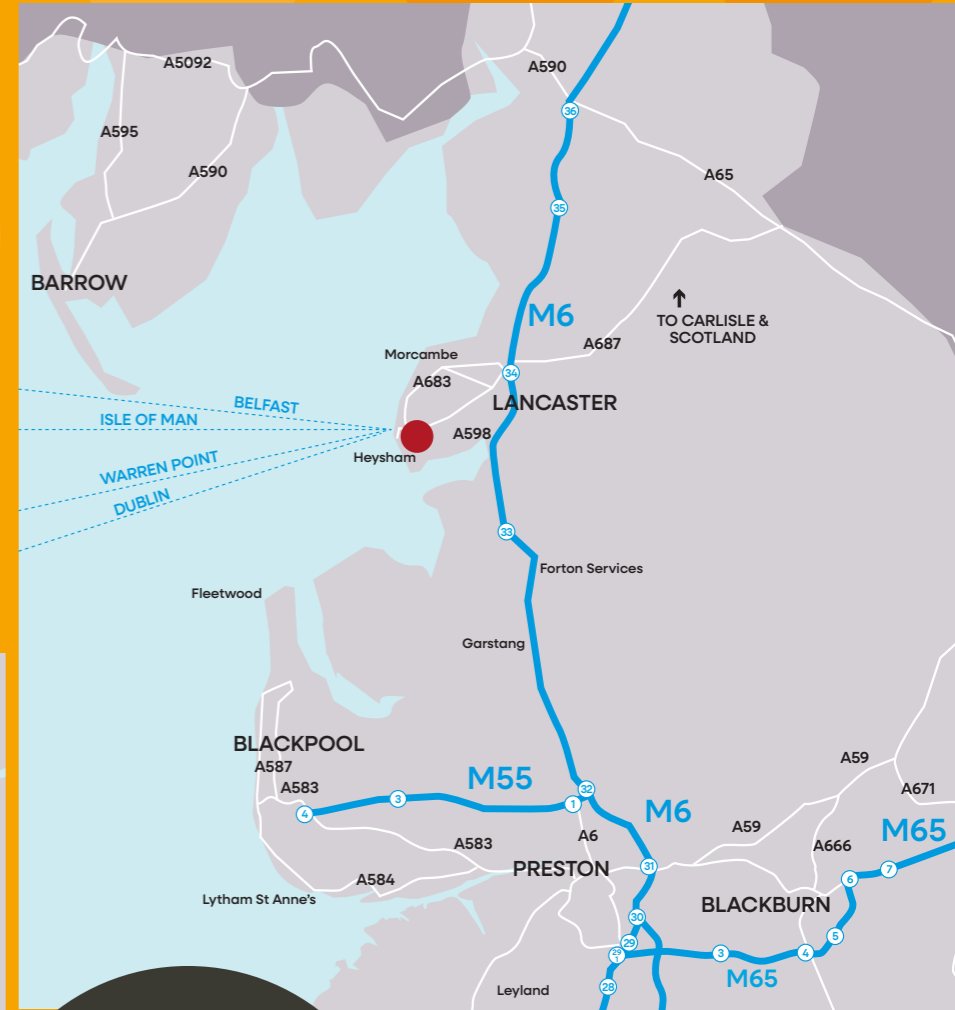 A5092
A590
36
A595
A590
A65
35
BARROW
M6
TO CARLISLE &
SCOTLAND
A687
Morcambe
34
A683
LANCASTER
BELFAST
ISLE OF MAN
A598
Heysham
WARREN POINT
DUBLIN
33
Forton Services
Fleetwood
Garstang
BLACKPOOL
A587
A583
M55
32
3
1
4
M6
A59
A671
A59
M65
A6
A583
A666
PRESTON
31
7
6
A584
Lytham St Anne's
BLACKBURN
30
5
29
29
1
3
4
M65
28
Leyland